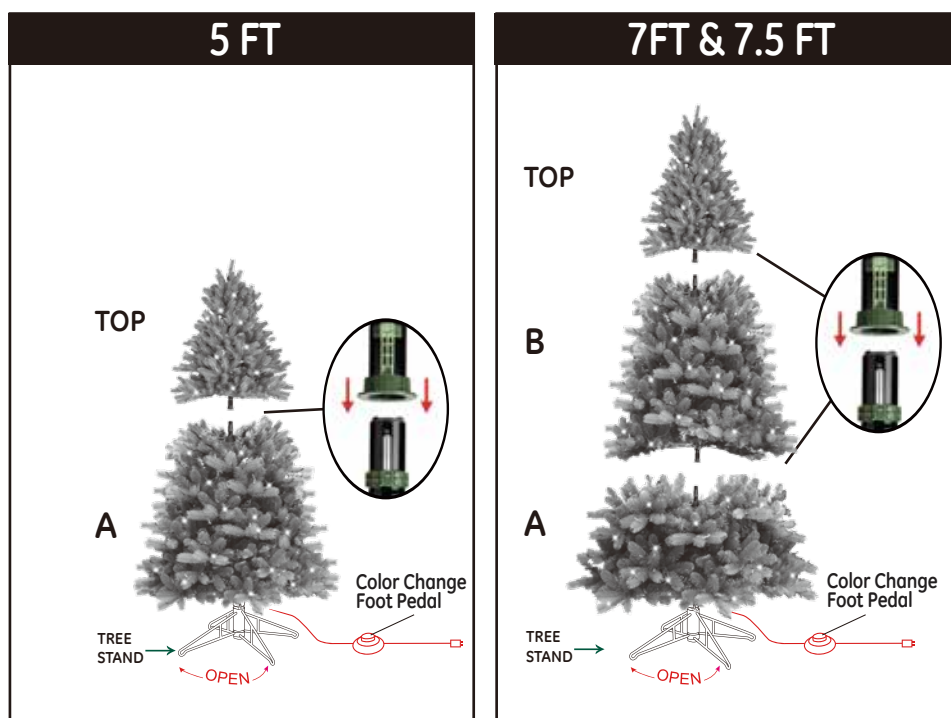 5 FT
TOP
A
Color Change
Foot Pedal
TREE
STAND
OPEN
7FT & 7.5 FT
TOP
B
A
Color Change
Foot Pedal
TREE
STAND
OPEN